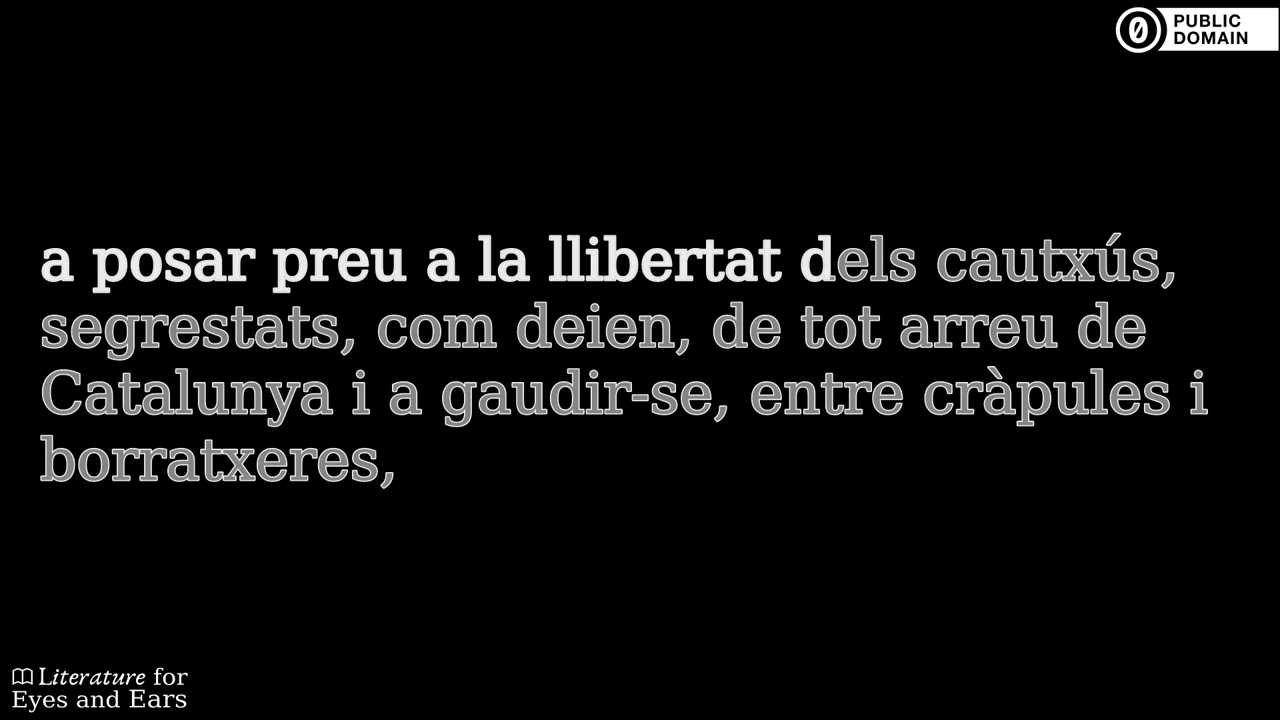 PUBLIC
DOMAIN
a posar preu a la llibertat dels cautxús,
segrestats, com deien, de tot arreu de
Catalunya i a gaudir-se, entre cràpules i
borratxeres,
Literature for
Eyes and Ears